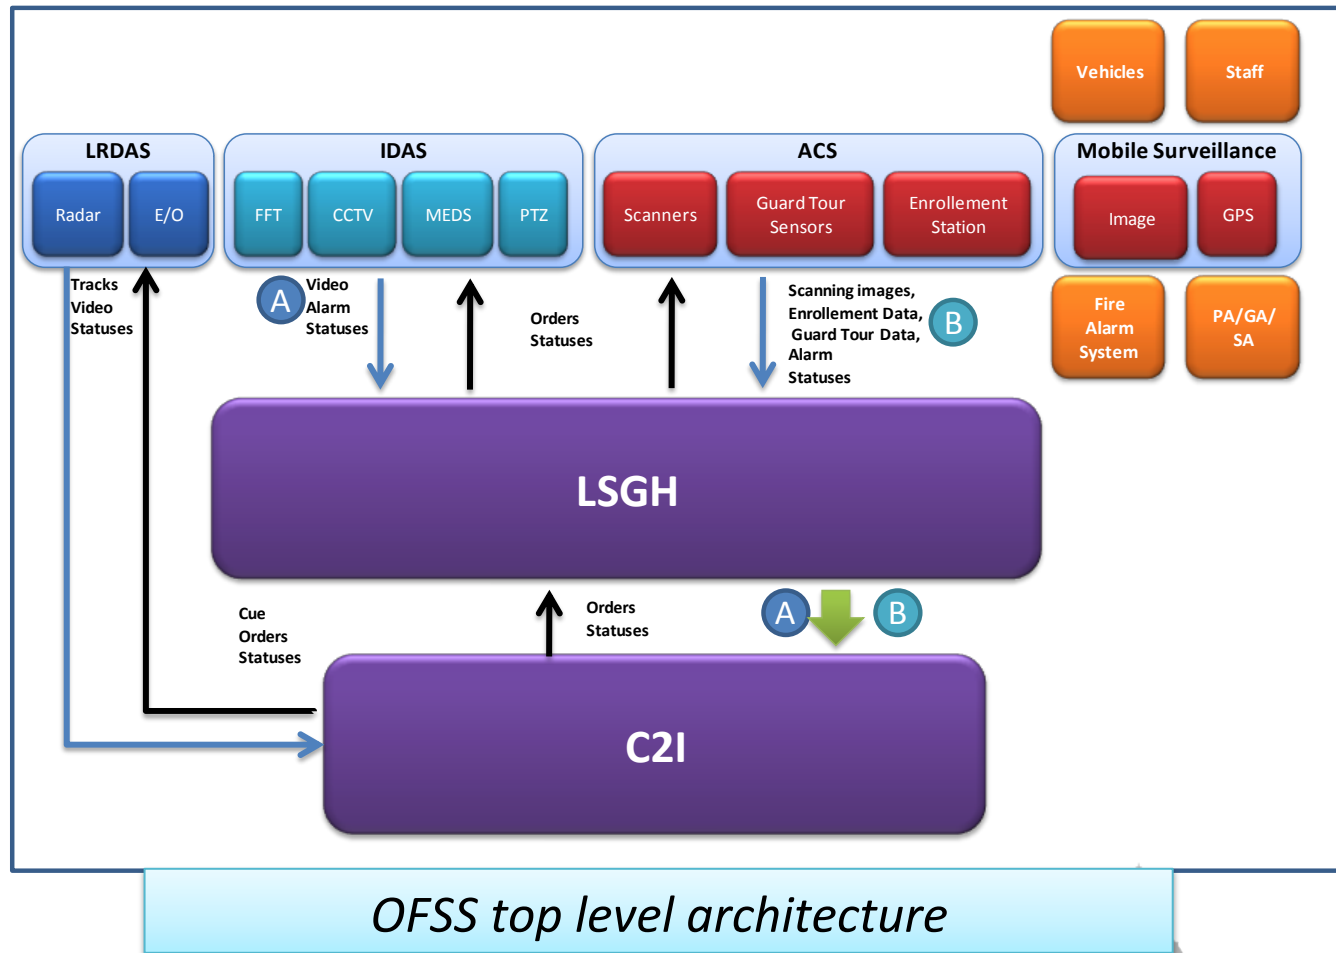 Vehicles
Staff
LRDAS
IDAS
ACS
Mobile Surveillance
Radar
E/O
FFT
CCTV
MEDS
PTZ
Scanners
Guard Tour
Sensors
Enrollement
Station
Image
GPS
Tracks
Video
Statuses
A
Video
Alarm
Statuses
Orders
Statuses
Scanning images,
Enrollement Data,
Guard Tour Data,
Alarm
Statuses
B
Fire
Alarm
System
PA/GA/
SA
LSGH
Cue
Orders
Statuses
Orders
Statuses
A
B
C2I
OFSS top level architecture